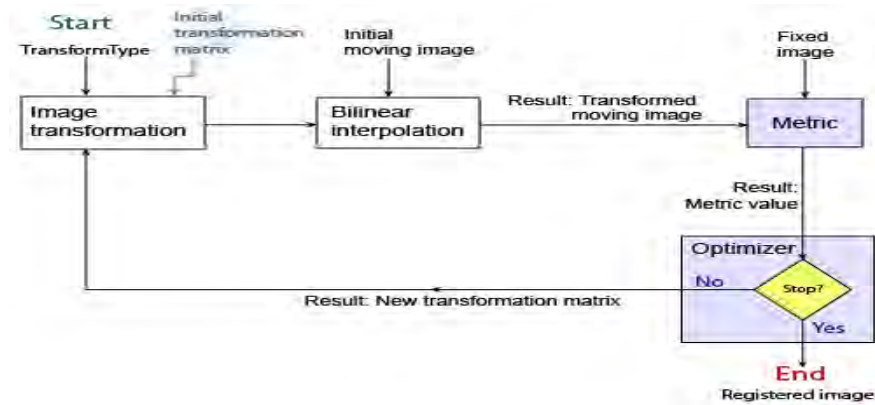 Start
TransformType
Initial
transformation
matrix
Initial
moving image
Fixed
image
Image
transformation
Bilinear
interpolation
Result: Transformed
moving image
Metric
Result:
Metric value
Optimizer
No
Stop?
Result: New transformation matrix
Yes
End
Registered image